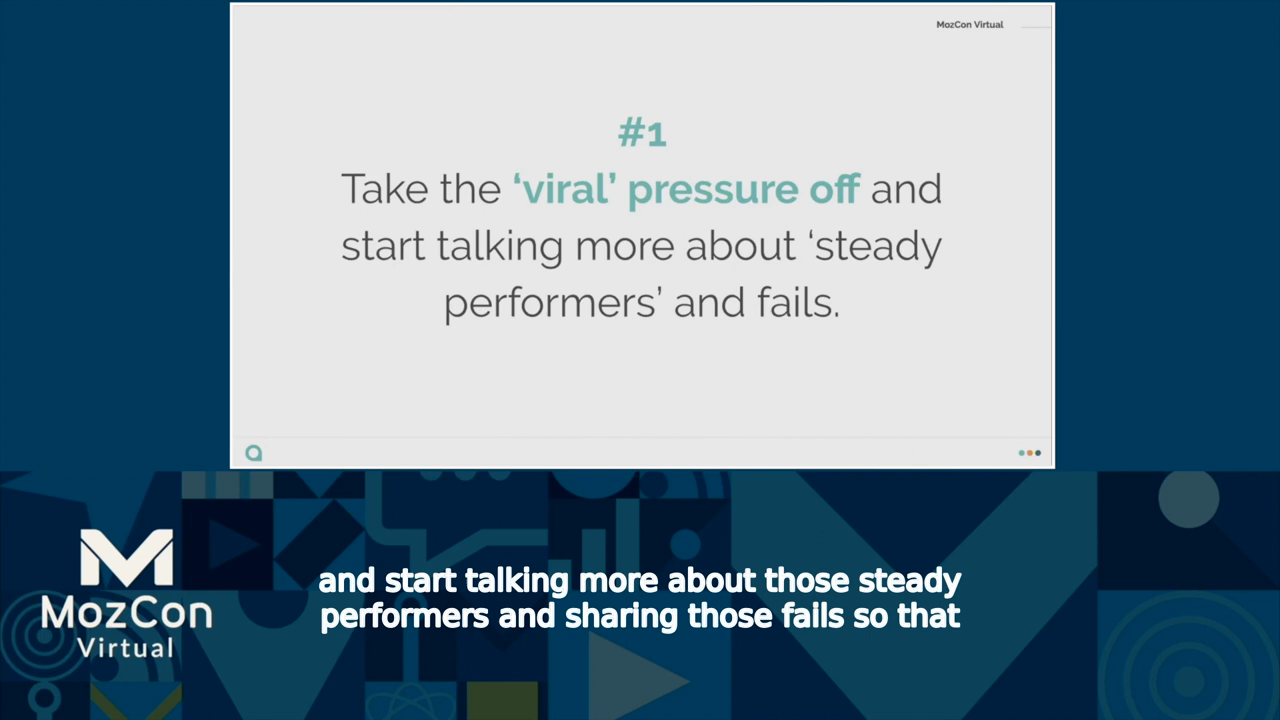 MozCon Virtual
#1
Take the ‘viral’ pressure off and
start talking more about ‘steady
performers’ and fails.
MozCon
Virtual
and start talking more about those steady
performers and sharing those fails so that